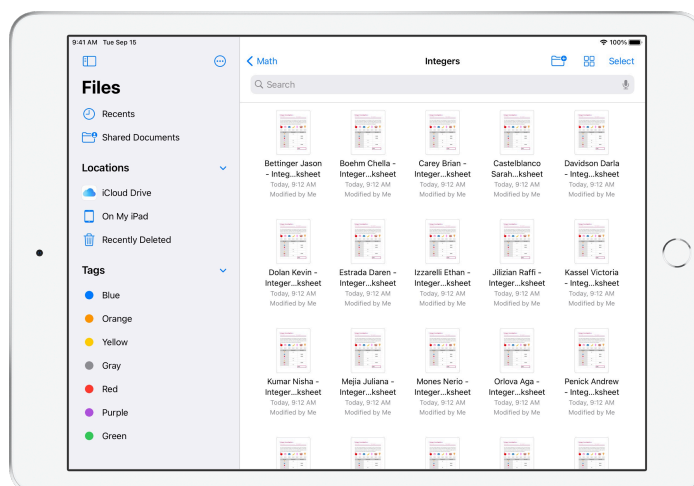 9:41 AM Tue Sep 15
100%
Files
Recents
Shared Documents
Locations
iCloud Drive
On My iPad
Recently Deleted
Tags
Blue
Orange
Yellow
Gray
Red
Purple
Green
Math
Integers
Select
Search
Bettinger Jason
- Integ...ksheet
Today, 9:12 AM
Modified by Me
Boehm Chella -
Integer...ksheet
Today, 9:12 AM
Modified by Me
Carey Brian -
Integer...ksheet
Today, 9:12 AM
Modified by Me
Castelblanco
Sarah...ksheet
Today, 9:12 AM
Modified by Me
Davidson Darla
- Integ...ksheet
Today, 9:12 AM
Modified by Me
Dolan Kevin -
Integer...ksheet
Today, 9:12 AM
Modified by Me
Estrada Daren -
Integer...ksheet
Today, 9:12 AM
Modified by Me
Izzarelli Ethan -
Integer...ksheet
Today, 9:12 AM
Modified by Me
Jilizian Raffi -
Integer...ksheet
Today, 9:12 AM
Modified by Me
Kassel Victoria
- Integ...ksheet
Today, 9:12 AM
Modified by Me
Kumar Nisha -
Integer...ksheet
Today, 9:12 AM
Modified by Me
Mejia Juliana -
Integer...ksheet
Today, 9:12 AM
Modified by Me
Mones Nerio -
Integer...ksheet
Today, 9:12 AM
Modified by Me
Orlova Aga -
Integer...ksheet
Today, 9:12 AM
Modified by Me
Penick Andrew
- Integ...ksheet
Today, 9:12 AM
Modified by Me